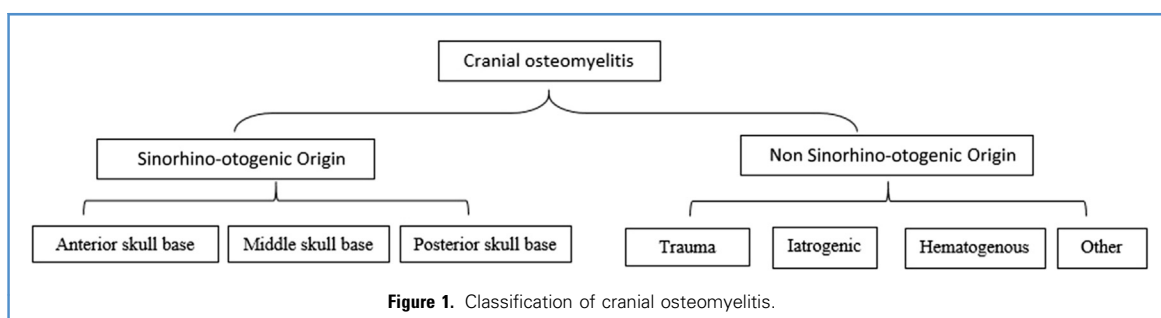 Cranial osteomyelitis
Sinorhino-otogenic Origin
Non Sinorhino-otogenic Origin
Anterior skull base
Middle skull base
Posterior skull base
Trauma
Iatrogenic
Hematogenous
Other
Figure 1. Classification of cranial osteomyelitis.